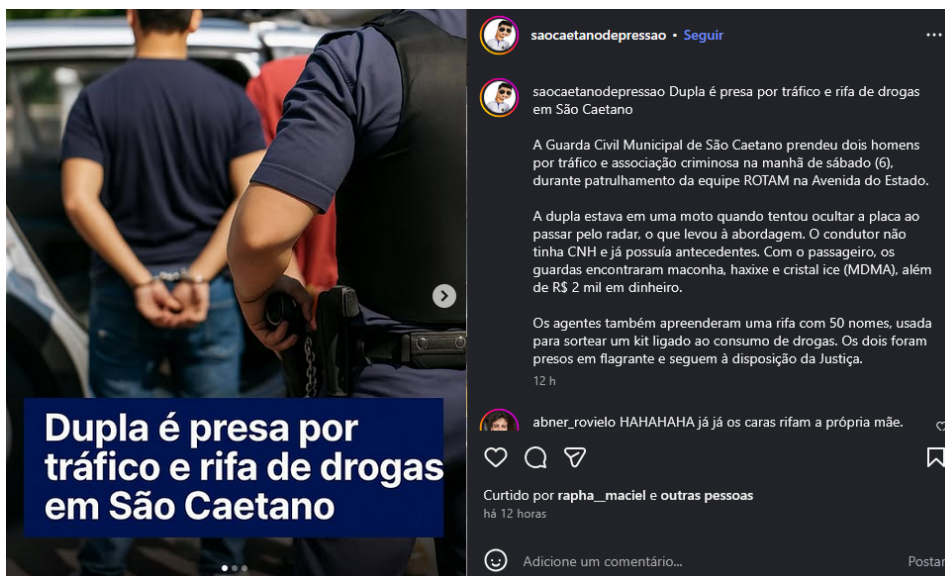 Dupla é presa por
tráfico e rifa de drogas
em São Caetano
saocaetanodepressao • Seguir
saocaetanodepressao Dupla é presa por tráfico e rifa de drogas
em São Caetano
A Guarda Civil Municipal de São Caetano prendeu dois homens
por tráfico e associação criminosa na manhã de sábado (6),
durante patrulhamento da equipe ROTAM na Avenida do Estado.
A dupla estava em uma moto quando tentou ocultar a placa ao
passar pelo radar, o que levou à abordagem. O condutor não
tinha CNH e já possuía antecedentes. Com o passageiro, os
guardas encontraram maconha, haxixe e cristal ice (MDMA), além
de R$ 2 mil em dinheiro.
Os agentes também apreenderam uma rifa com 50 nomes, usada
para sortear um kit ligado ao consumo de drogas. Os dois foram
presos em flagrante e seguem à disposição da Justiça.
12 h
abner_rovielo HAHAHAHA já já os caras rifam a própria mãe.
Curtido por rapha__maciel e outras pessoas
há 12 horas
Adicione um comentário...
Postar